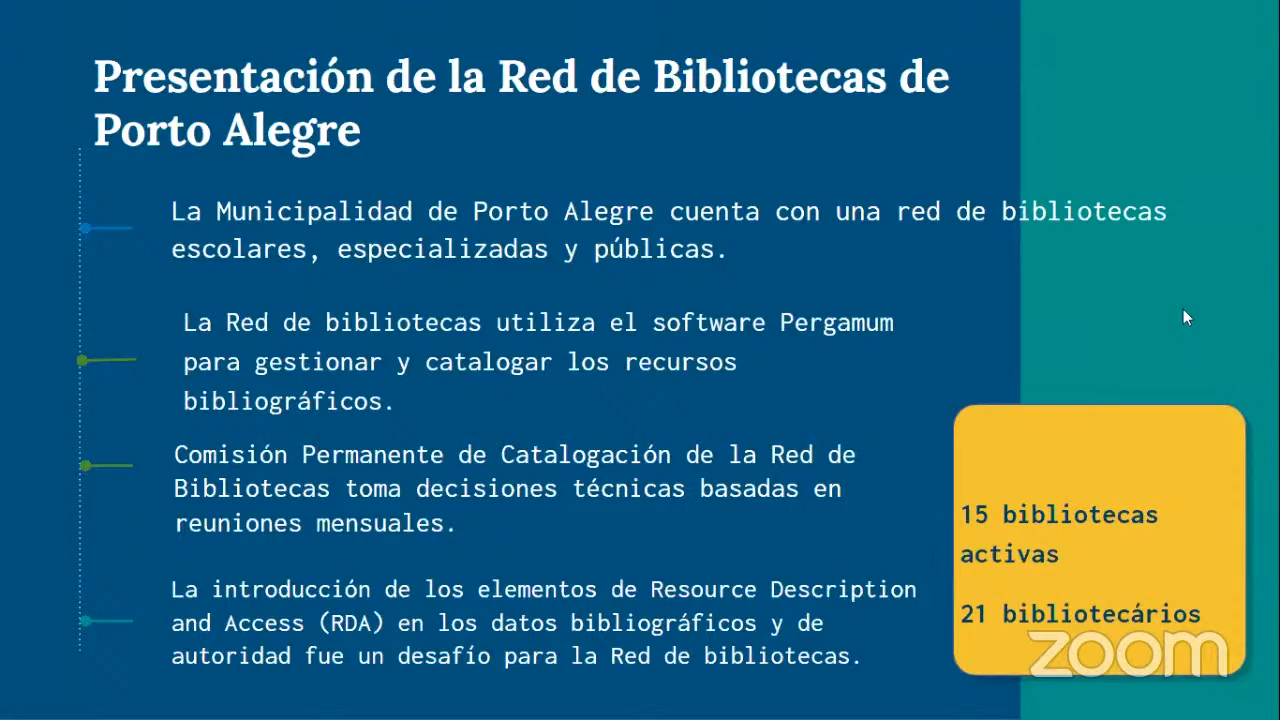 Presentación de la Red de Bibliotecas de
Porto Alegre
La Municipalidad de Porto Alegre cuenta con una red de bibliotecas
escolares, especializadas y públicas.
La Red de bibliotecas utiliza el software Pergamum
para gestionar y catalogar los recursos
bibliográficos.
Comisión Permanente de Catalogación de la Red de
Bibliotecas toma decisiones técnicas basadas en
reuniones mensuales.
La introducción de los elementos de Resource Description
and Access (RDA) en los datos bibliográficos y de
autoridad fue un desafío para la Red de bibliotecas.
15 bibliotecas
activas
21 bibliotecários
zoom